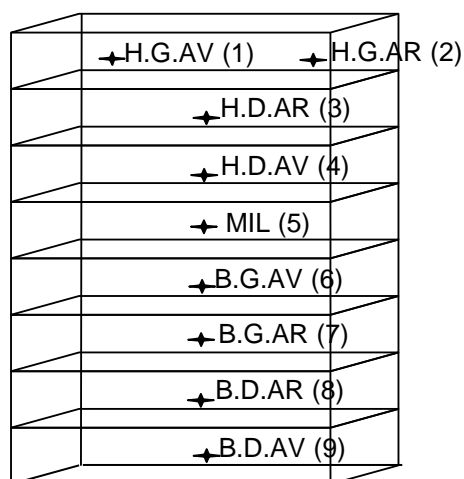 H.G.AV (1) H.G.AR (2)
H.D.AR (3)
H.D.AV (4)
MIL (5)
B.G.AV (6)
B.G.AR (7)
B.D.AR (8)
B.D.AV (9)